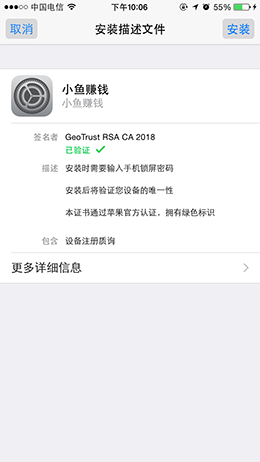 中国电信 下午10:06 55%
取消 安装描述文件 安装
小鱼赚钱
小鱼赚钱
签名者 GeoTrust RSA CA 2018
已验证
描述 安装时需要输入手机锁屏密码
安装后将验证您设备的唯一性
本证书通过苹果官方认证，拥有绿色标识
包含 设备注册质询
更多详细信息